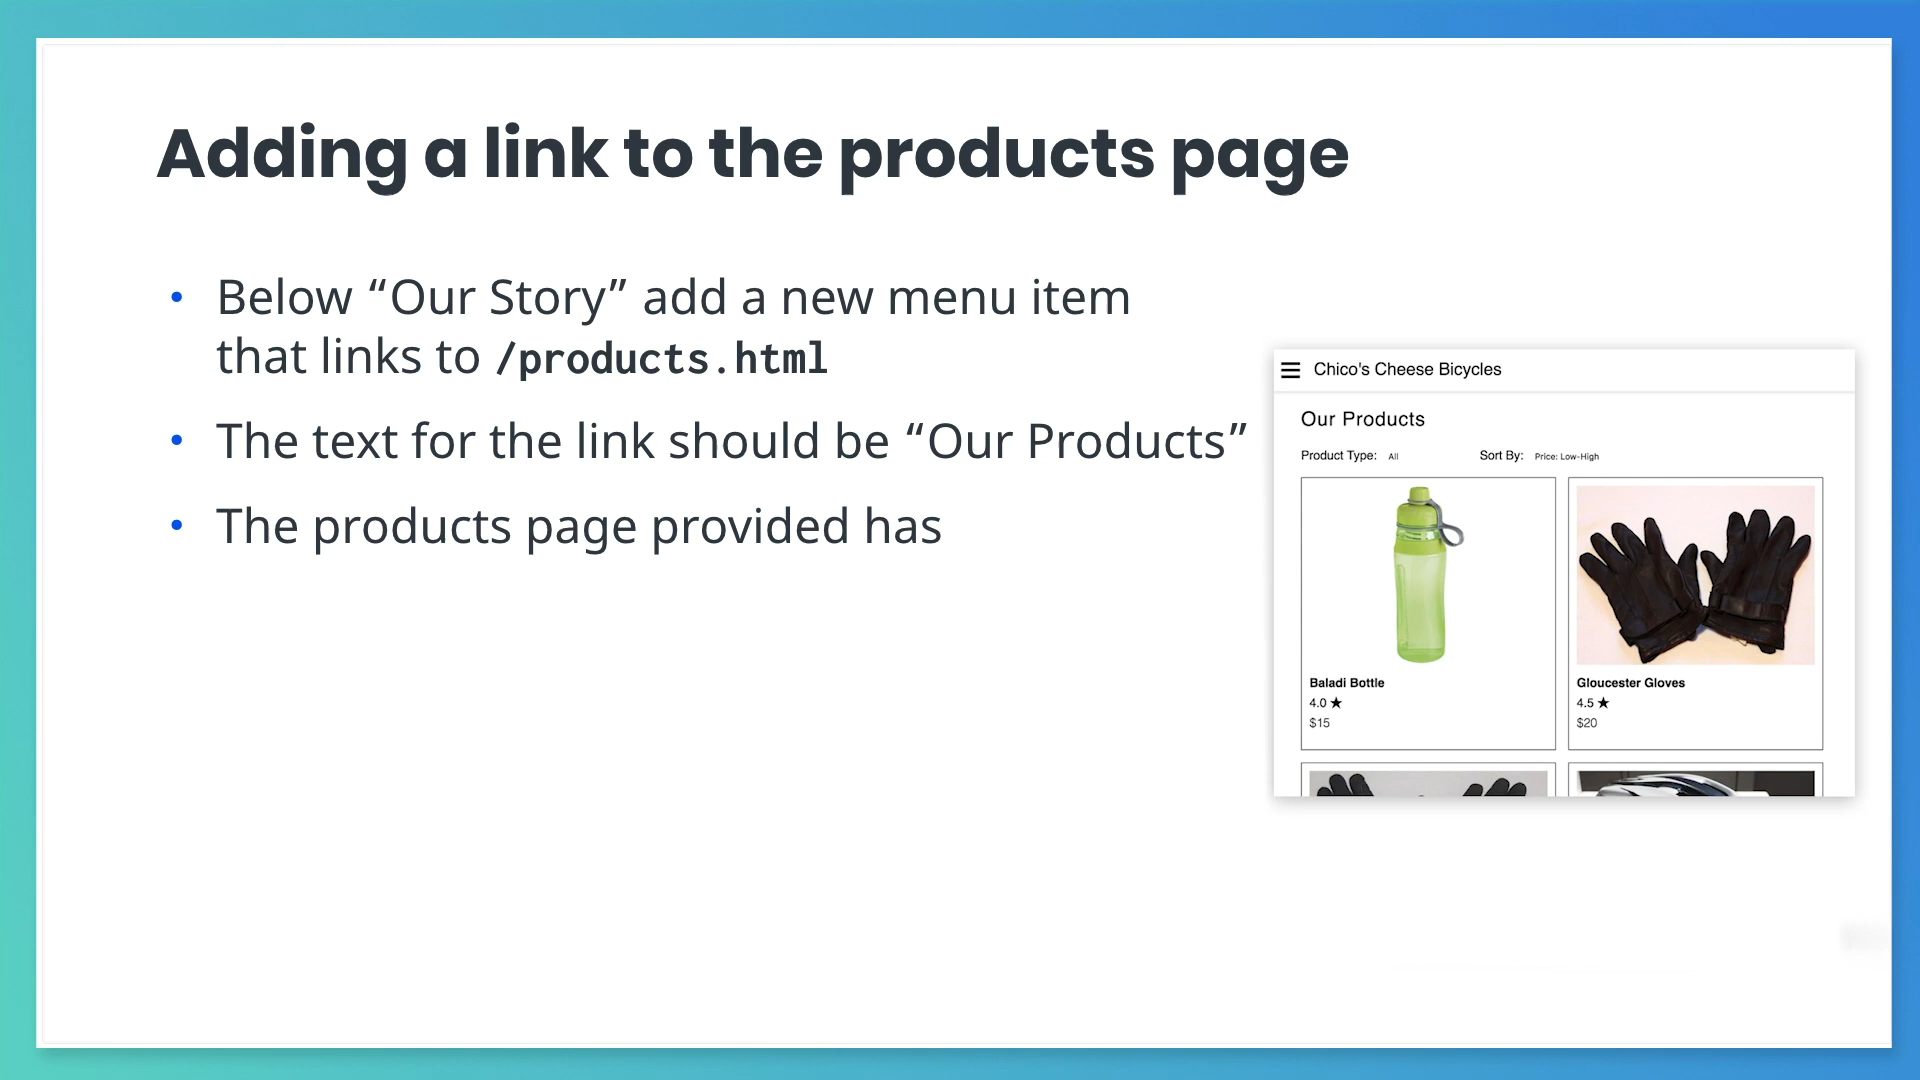 Adding a link to the products page
• Below “Our Story” add a new menu item
that links to /products.html
• The text for the link should be “Our Products”
• The products page provided has
Chico's Cheese Bicycles
Our Products
Product Type: All Sort By: Price: Low-High
Baladi Bottle
4.0 ★
$15
Gloucester Gloves
4.5 ★
$20